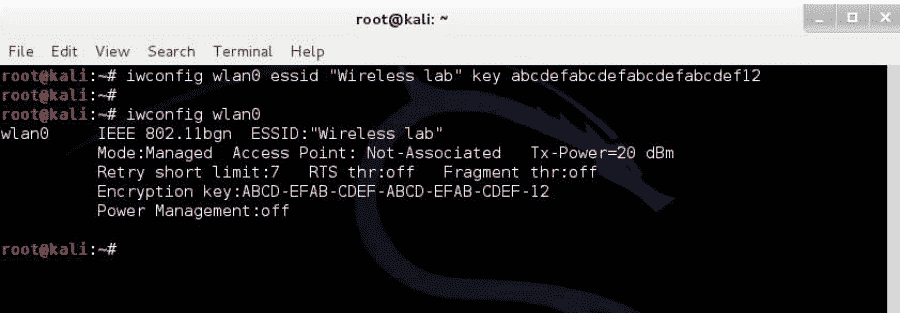 root@kali: ~
File Edit View Search Terminal Help
root@kali:~# iwconfig wlan0 essid "Wireless lab" key abcdefabcdefabcdefabcdef12
root@kali:~#
root@kali:~# iwconfig wlan0
wlan0 IEEE 802.11bgn ESSID:"Wireless lab"
Mode:Managed Access Point: Not-Associated Tx-Power=20 dBm
Retry short limit:7 RTS thr:off Fragment thr:off
Encryption key:ABCD-EFAB-CDEF-ABCD-EFAB-CDEF-12
Power Management:off
root@kali:~#